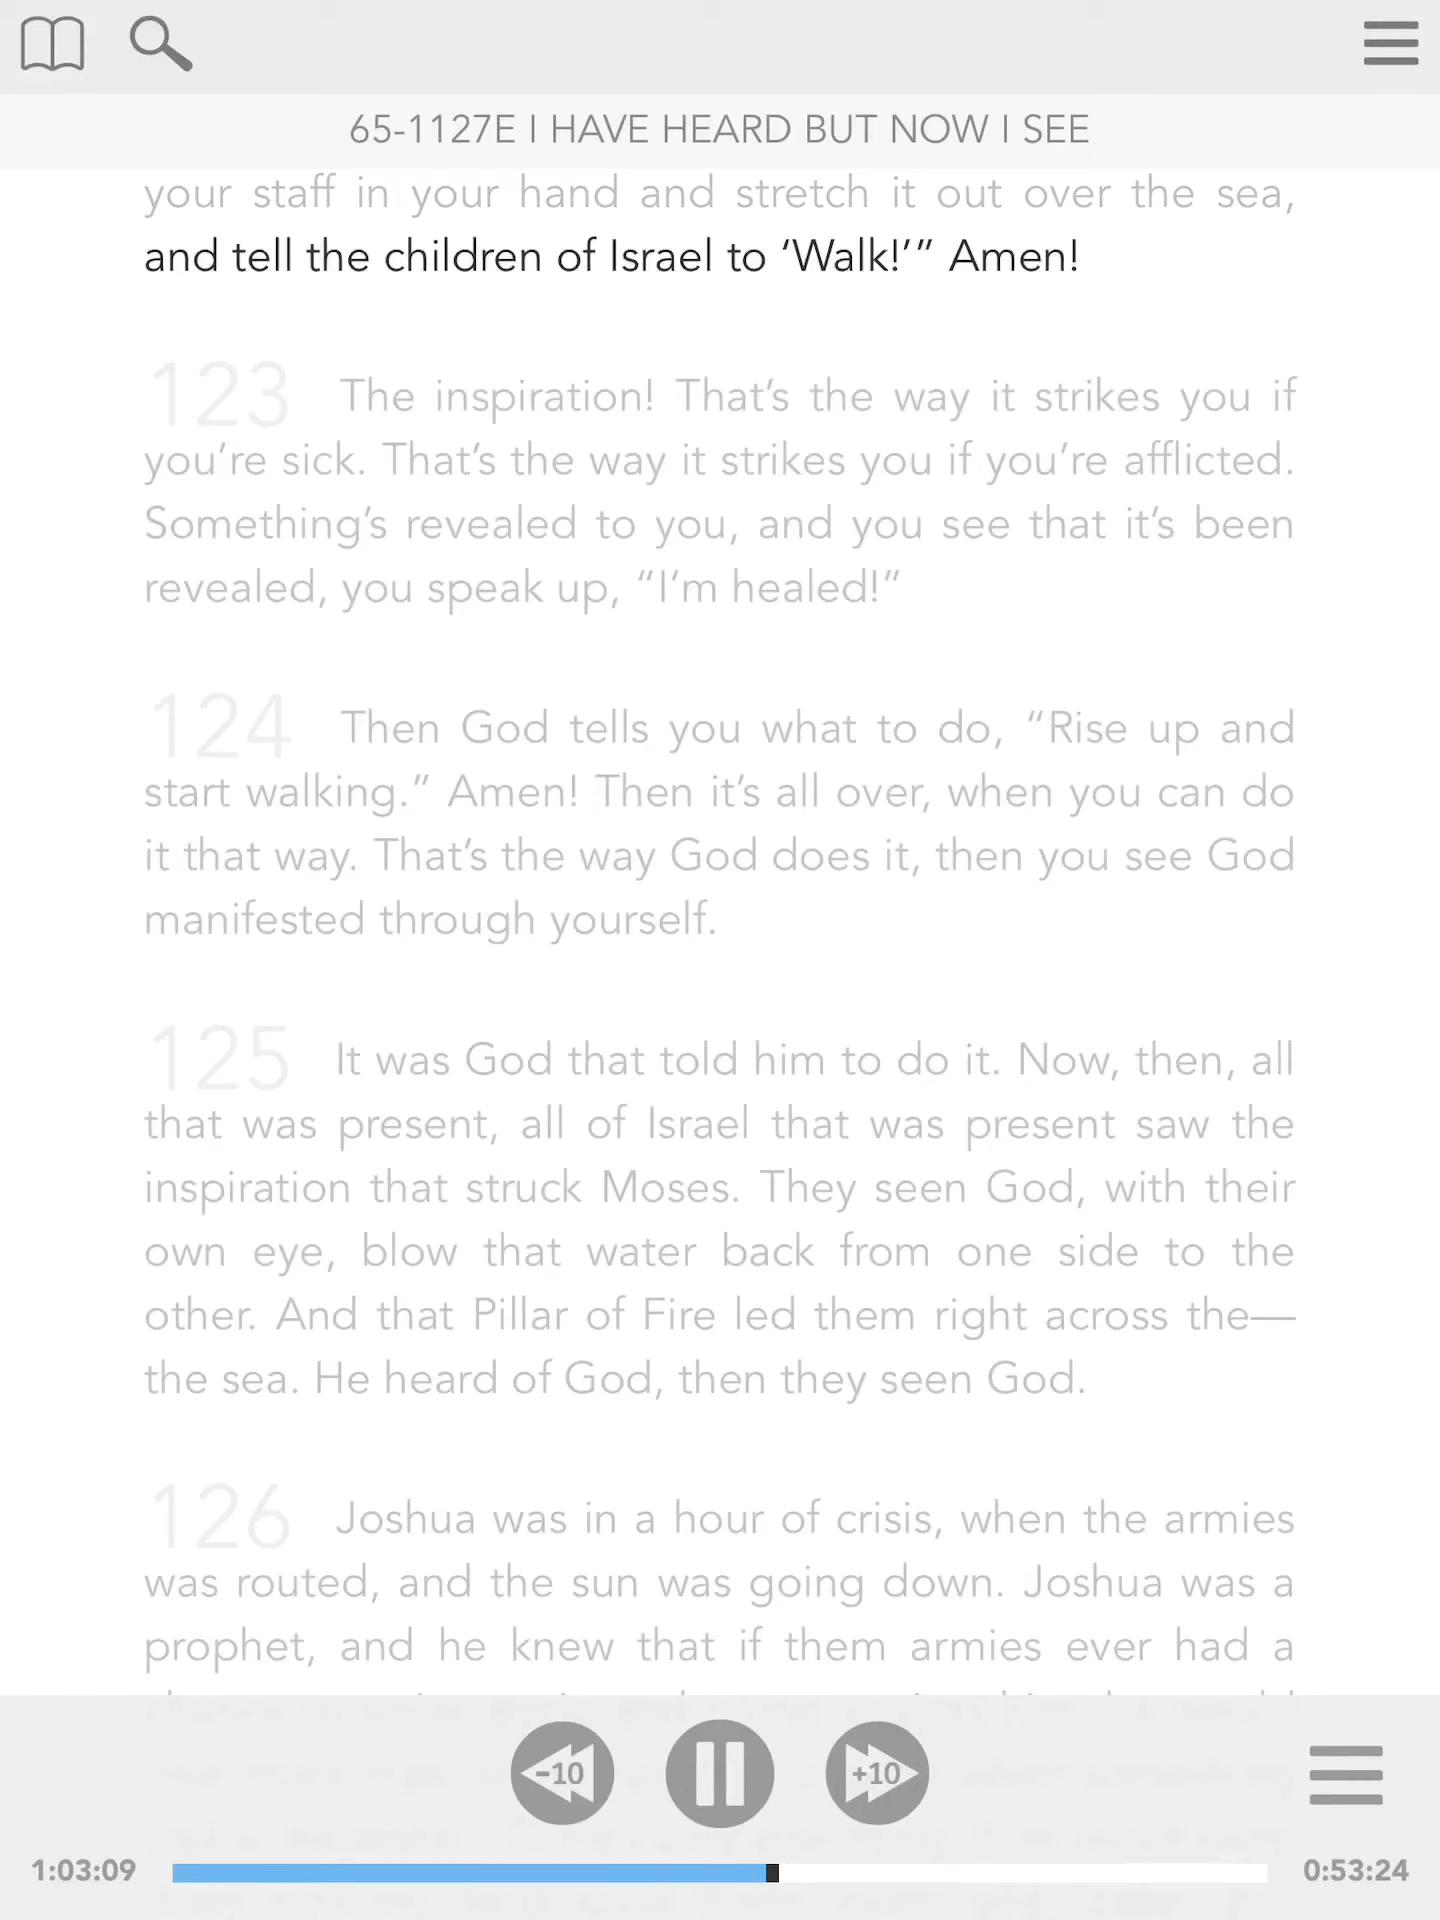 65-1127E I HAVE HEARD BUT NOW I SEE
your staff in your hand and stretch it out over the sea,
and tell the children of Israel to ‘Walk!’” Amen!
123 The inspiration! That’s the way it strikes you if
you’re sick. That’s the way it strikes you if you’re afflicted.
Something’s revealed to you, and you see that it’s been
revealed, you speak up, “I’m healed!”
124 Then God tells you what to do, “Rise up and
start walking.” Amen! Then it’s all over, when you can do
it that way. That’s the way God does it, then you see God
manifested through yourself.
125 It was God that told him to do it. Now, then, all
that was present, all of Israel that was present saw the
inspiration that struck Moses. They seen God, with their
own eye, blow that water back from one side to the
other. And that Pillar of Fire led them right across the—
the sea. He heard of God, then they seen God.
126 Joshua was in a hour of crisis, when the armies
was routed, and the sun was going down. Joshua was a
prophet, and he knew that if them armies ever had a
-10 +10
1:03:09 0:53:24